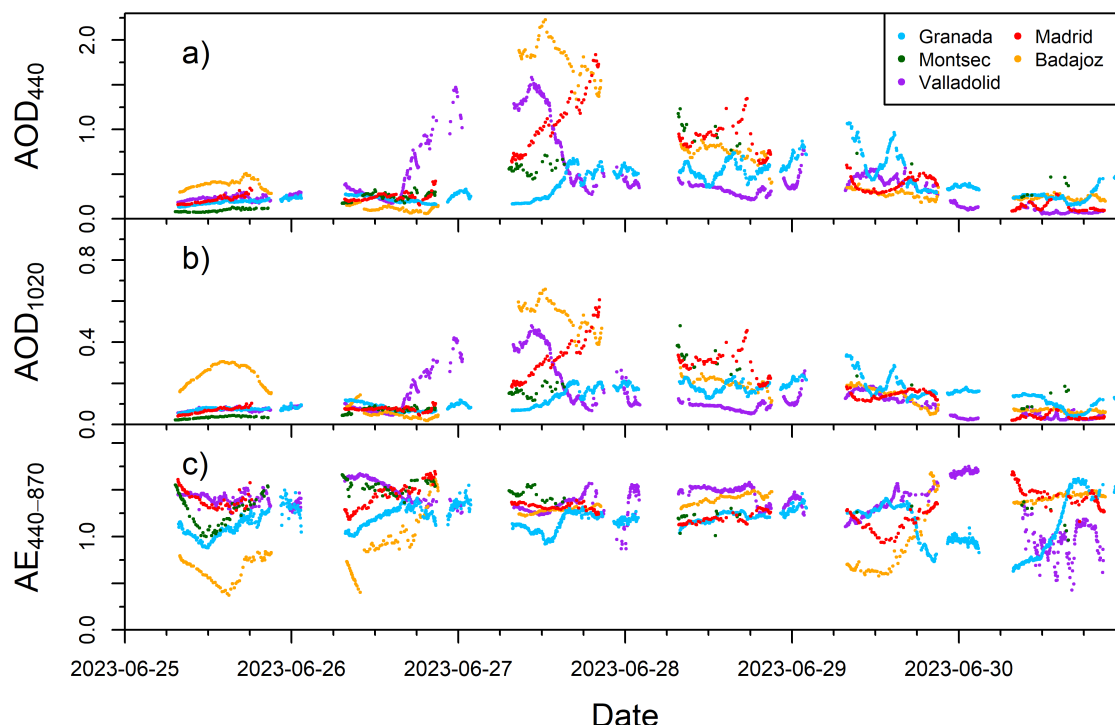 a)
Granada
Montsec
Valladolid
Madrid
Badajoz
AOD440
0.0
1.0
2.0
b)
AOD1020
0.0
0.4
0.8
c)
AE440−870
0.0
1.0
2023-06-25
2023-06-26
2023-06-27
2023-06-28
2023-06-29
2023-06-30
Date